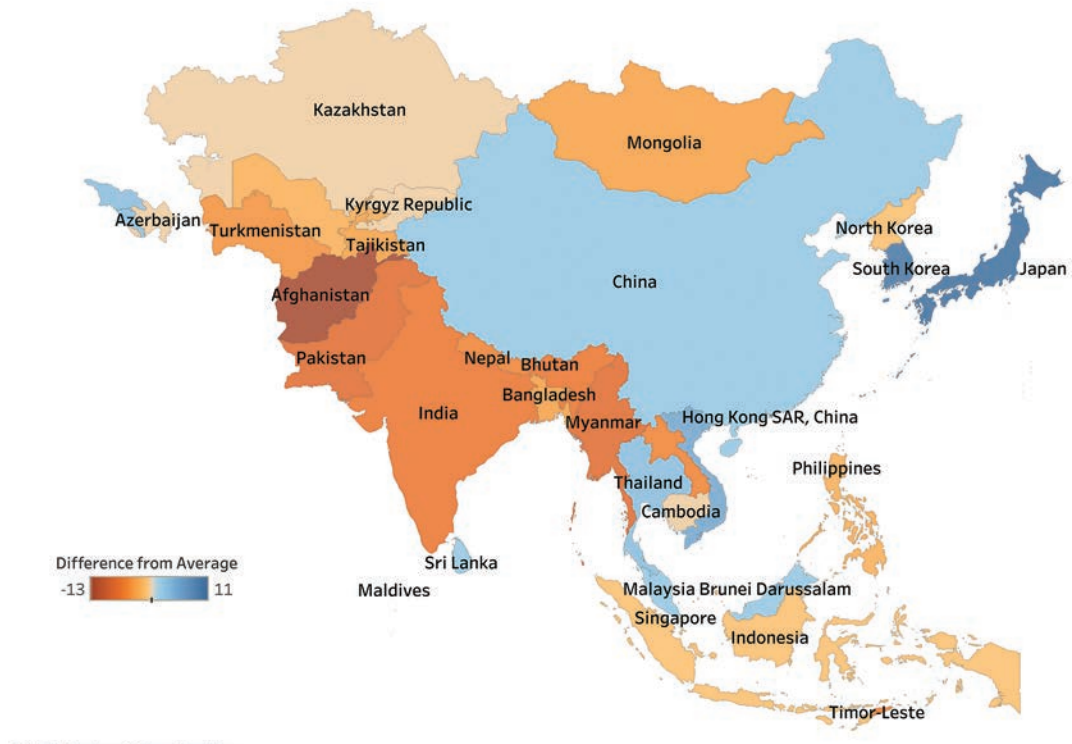 Kazakhstan
Mongolia
Kyrgyz Republic
Azerbaijan
Turkmenistan
North Korea
Tajikistan
South Korea
Japan
China
Afghanistan
Pakistan
Nepal
Bhutan
Bangladesh
India
Hong Kong SAR, China
Myanmar
Philippines
Thailand
Cambodia
Difference from Average
Sri Lanka
-13
11
Maldives
Malaysia Brunei Darussalam
Singapore
Indonesia
Timor-Leste